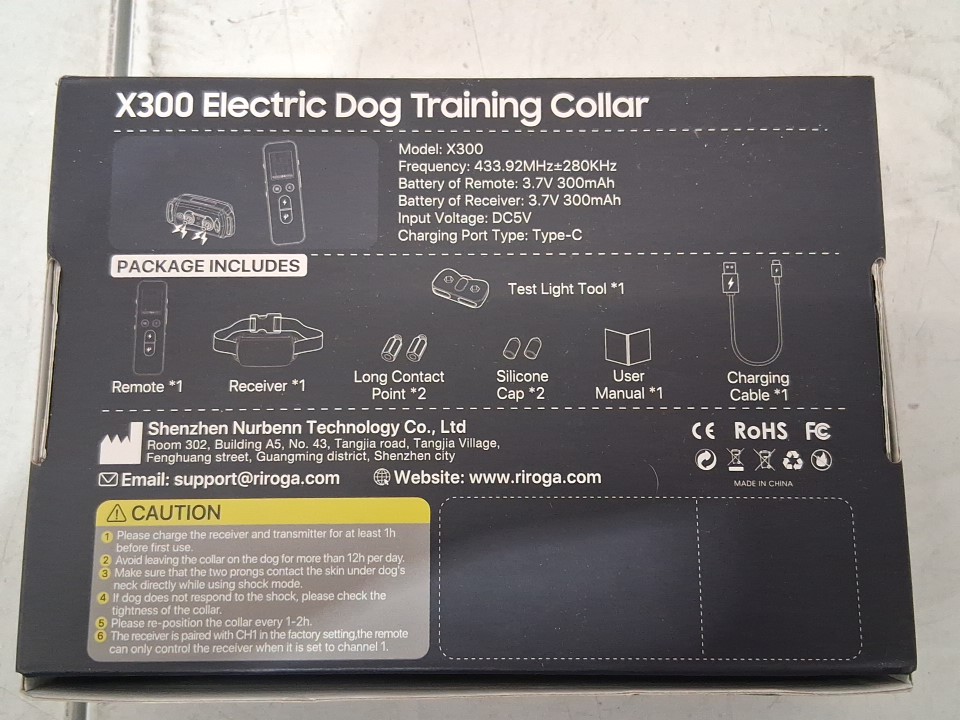 X300 Electric Dog Training Collar
Model: X300
Frequency: 433.92MHz±280KHz
Battery of Remote: 3.7V 300mAh
Battery of Receiver: 3.7V 300mAh
Input Voltage: DC5V
Charging Port Type: Type-C
PACKAGE INCLUDES
Test Light Tool *1
Remote *1
Receiver *1
Long Contact
Point *2
Silicone
Cap *2
User
Manual *1
Charging
Cable *1
Shenzhen Nurbenn Technology Co., Ltd
Room 302, Building A5, No. 43, Tangjia road, Tangjia Village,
Fenghuang street, Guangming district, Shenzhen city
Email: support@riroga.com
Website: www.riroga.com
CE RoHS FC
MADE IN CHINA
CAUTION
1 Please charge the receiver and transmitter for at least 1h
before first use.
2 Avoid leaving the collar on the dog for more than 12h per day.
3 Make sure that the two prongs contact the skin under dog's
neck directly while using shock mode.
4 If dog does not respond to the shock, please check the
tightness of the collar.
5 Please re-position the collar every 1-2h.
6 The receiver is paired with CH1 in the factory setting,the remote
can only control the receiver when it is set to channel 1.